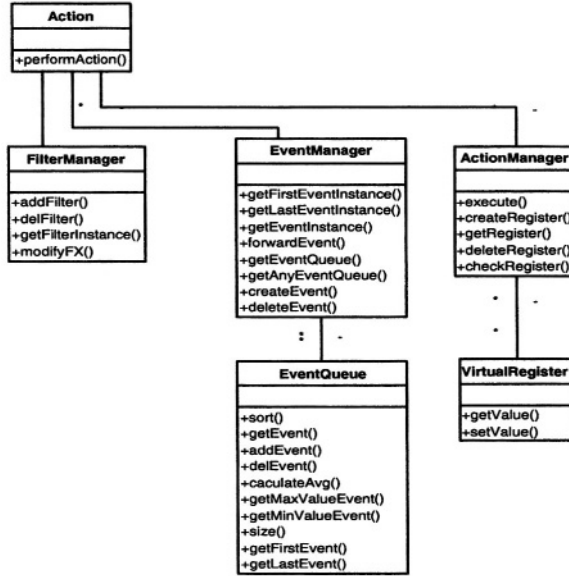 Action
+performAction()
FilterManager
+addFilter()
+delFilter()
+getFilterInstance()
+modifyFX()
EventManager
+getFirstEventInstance()
+getLastEventInstance()
+getEventInstance()
+forwardEvent()
+getEventQueue()
+getAnyEventQueue()
+createEvent()
+deleteEvent()
ActionManager
+execute()
+createRegister()
+getRegister()
+deleteRegister()
+checkRegister()
EventQueue
+sort()
+getEvent()
+addEvent()
+delEvent()
+caculateAvg()
+getMaxValueEvent()
+getMinValueEvent()
+size()
+getFirstEvent()
+getLastEvent()
VirtualRegister
+getValue()
+setValue()